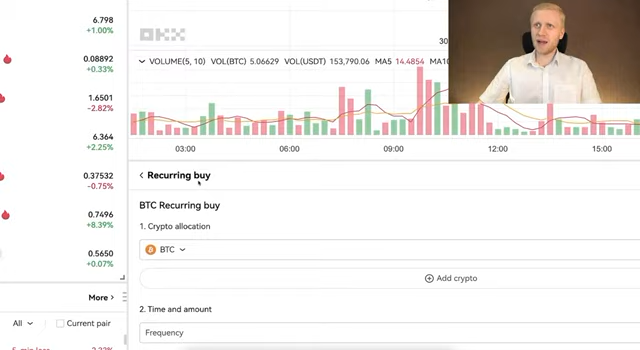 6.798
+1.00%
0.08892
+0.33%
1.6501
-2.82%
6.364
+2.25%
0.37532
-0.75%
0.7496
+8.39%
0.5650
+0.07%
More >
All
Current pair
OKX
30
VOLUME(5, 10) VOL(BTC) 5.06629 VOL(USDT) 153,790.06 MA5 14.4854 MA10
03:00 06:00 09:00 12:00 15:00
Recurring buy
BTC Recurring buy
1. Crypto allocation
BTC
Add crypto
2. Time and amount
Frequency